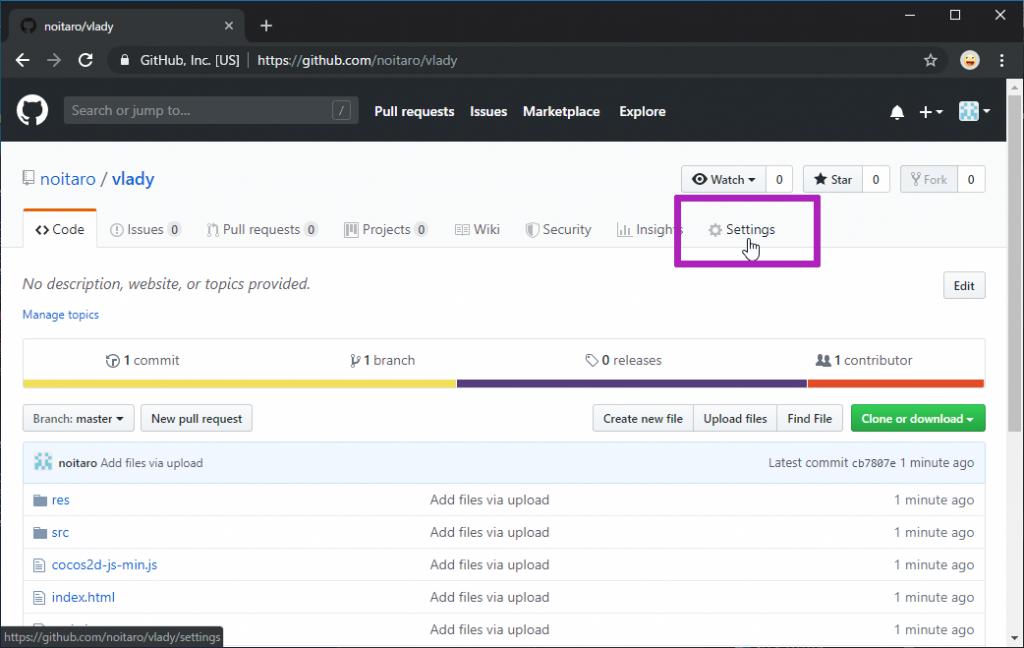 noitaro/vlady
GitHub, Inc. [US] https://github.com/noitaro/vlady
Search or jump to... / Pull requests Issues Marketplace Explore
noitaro / vlady
Watch 0 Star 0 Fork 0
Code Issues 0 Pull requests 0 Projects 0 Wiki Security Insights Settings
No description, website, or topics provided. Edit
Manage topics
1 commit 1 branch 0 releases 1 contributor
Branch: master New pull request Create new file Upload files Find File Clone or download
noitaro Add files via upload Latest commit cb7807e 1 minute ago
res Add files via upload 1 minute ago
src Add files via upload 1 minute ago
cocos2d-js-min.js Add files via upload 1 minute ago
index.html Add files via upload 1 minute ago
Add files via upload 1 minute ago
https://github.com/noitaro/vlady/settings